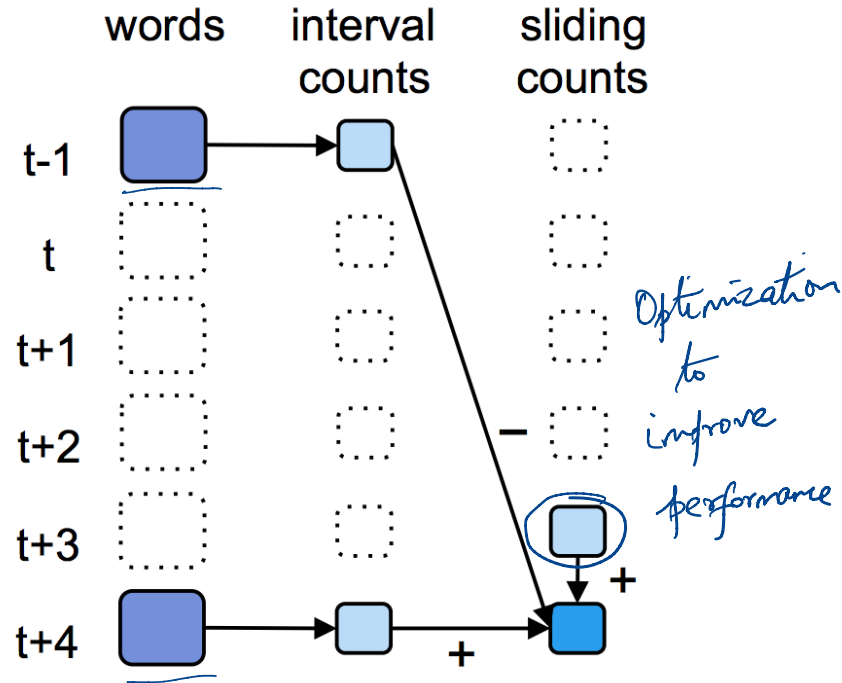 words interval counts sliding counts
t-1
t
t+1
t+2
t+3
t+4
−
+
+
Optimization
to
improve
performance